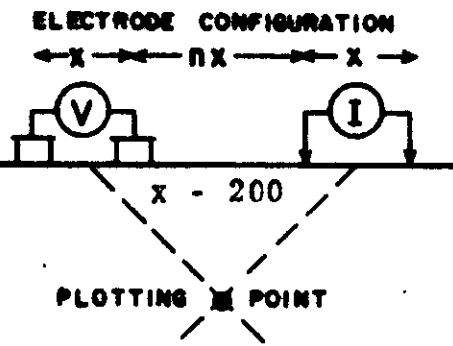 ELECTRODE CONFIGURATION
X nX X
V I
x - 200
PLOTTING POINT